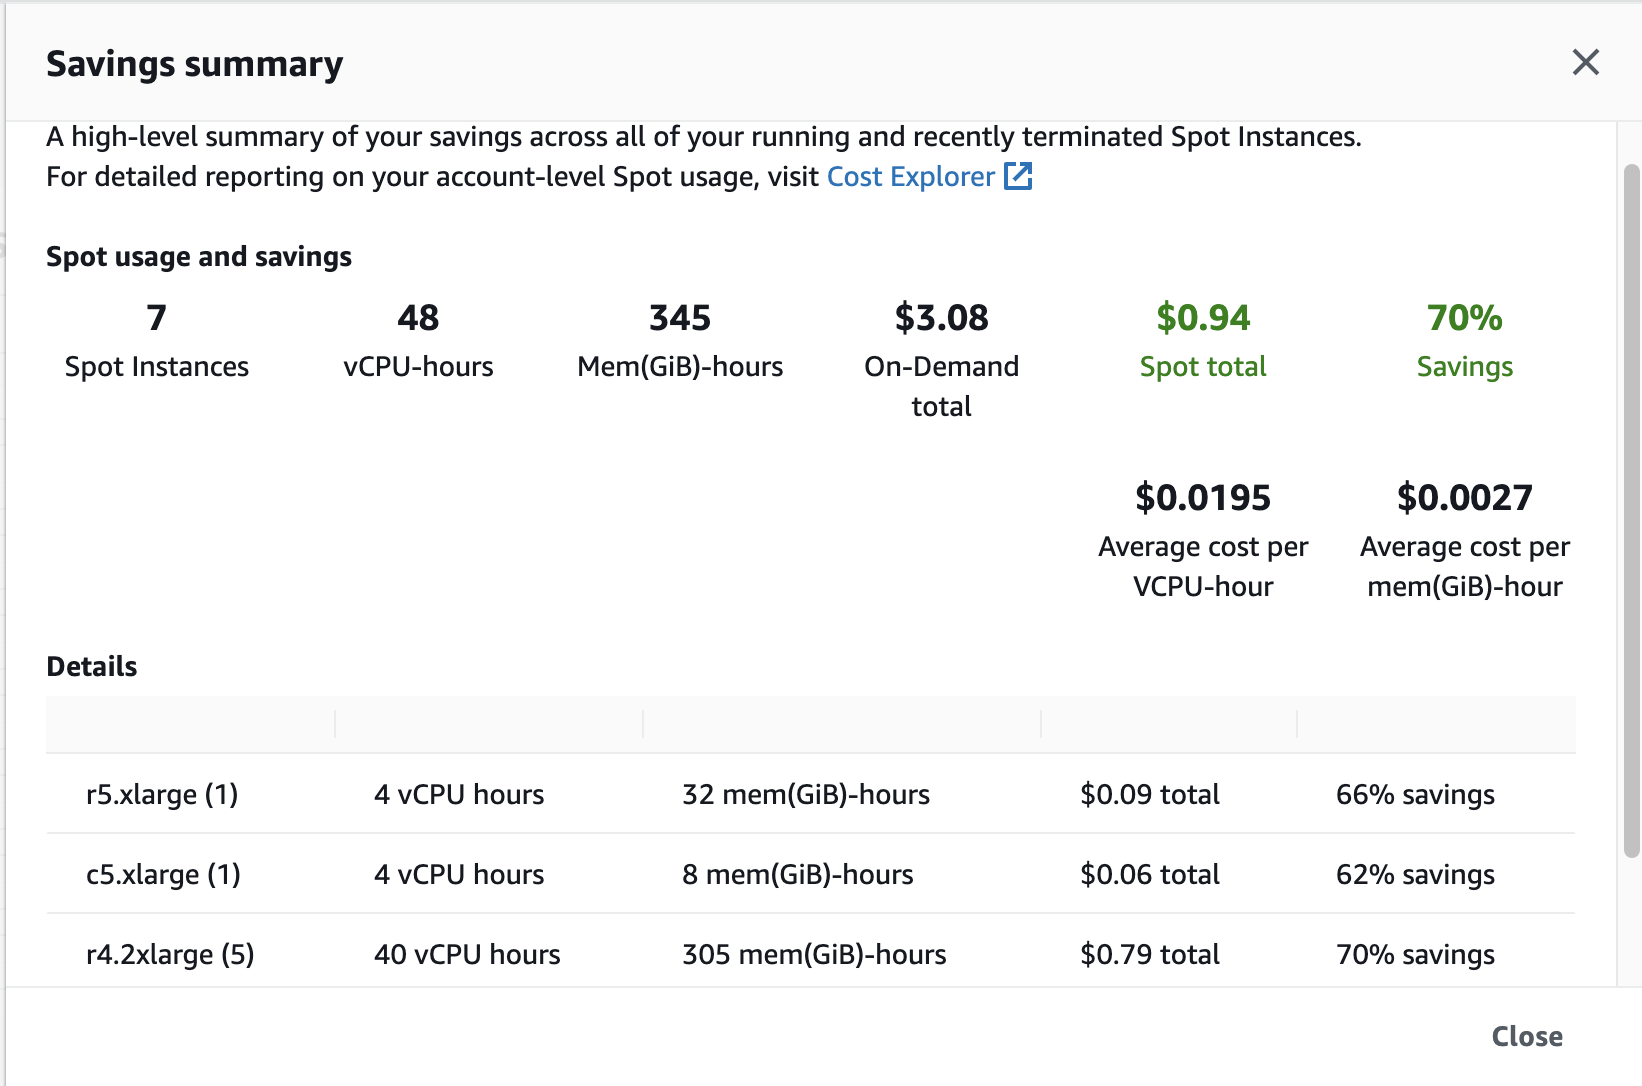 Savings summary
A high-level summary of your savings across all of your running and recently terminated Spot Instances.
For detailed reporting on your account-level Spot usage, visit Cost Explorer
Spot usage and savings
7
Spot Instances
48
vCPU-hours
345
Mem(GiB)-hours
$3.08
On-Demand
total
$0.94
Spot total
70%
Savings
$0.0195
Average cost per
VCPU-hour
$0.0027
Average cost per
mem(GiB)-hour
Details
r5.xlarge (1) 4 vCPU hours 32 mem(GiB)-hours $0.09 total 66% savings
c5.xlarge (1) 4 vCPU hours 8 mem(GiB)-hours $0.06 total 62% savings
r4.2xlarge (5) 40 vCPU hours 305 mem(GiB)-hours $0.79 total 70% savings
Close